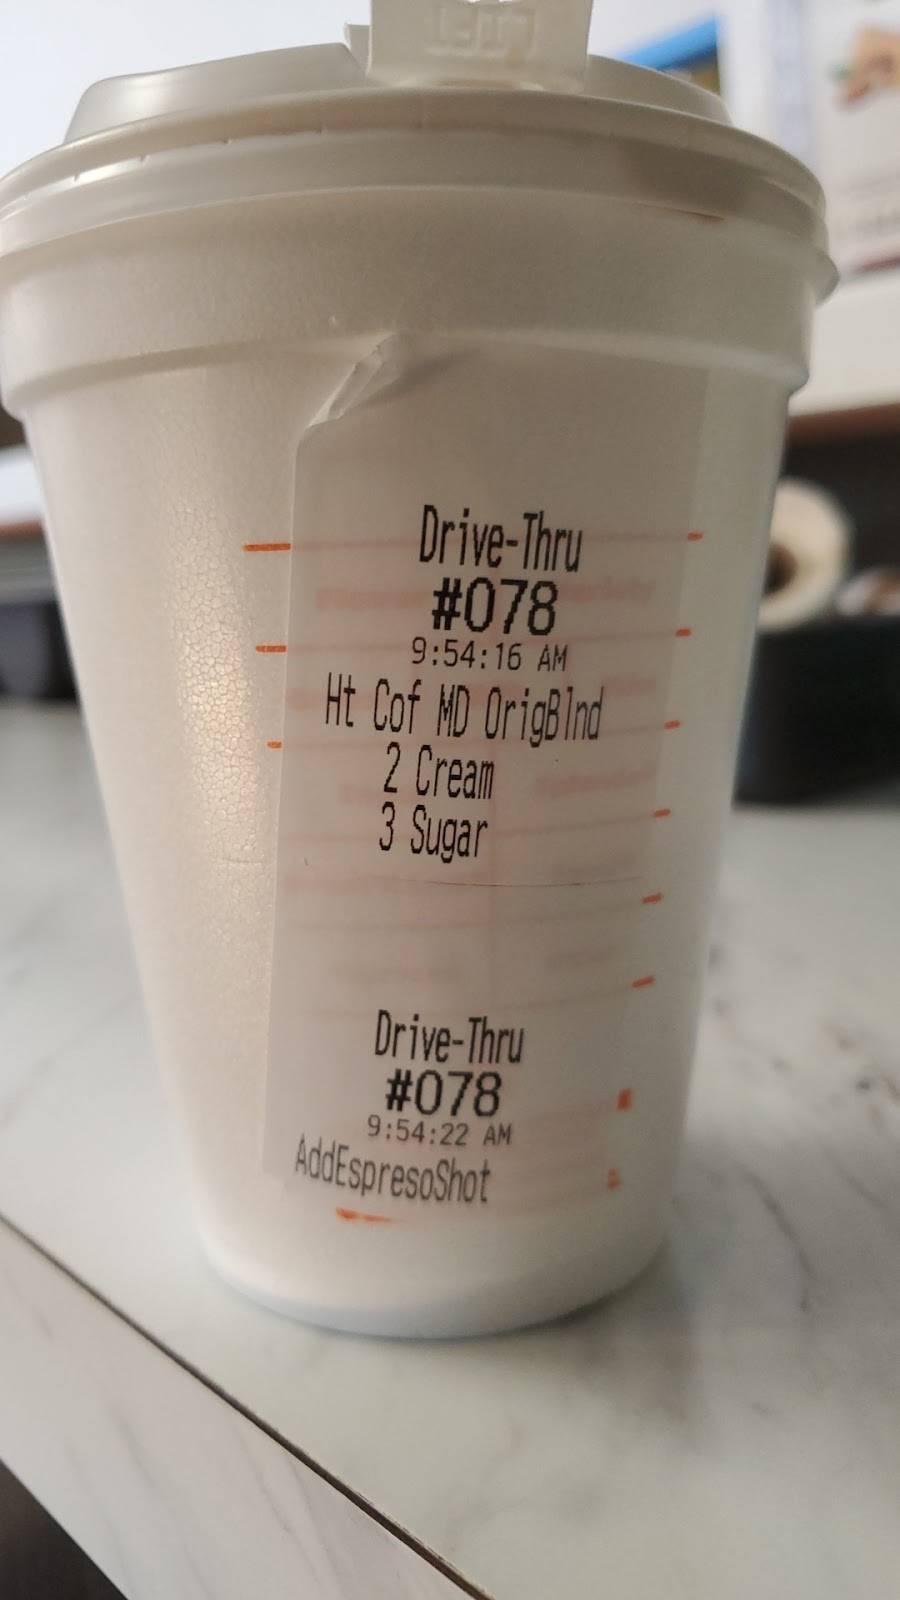 Drive-Thru
#078
9:54:16 AM
Ht Cof MD OrigBlnd
2 Cream
3 Sugar
Drive-Thru
#078
9:54:22 AM
AddEspresoShot